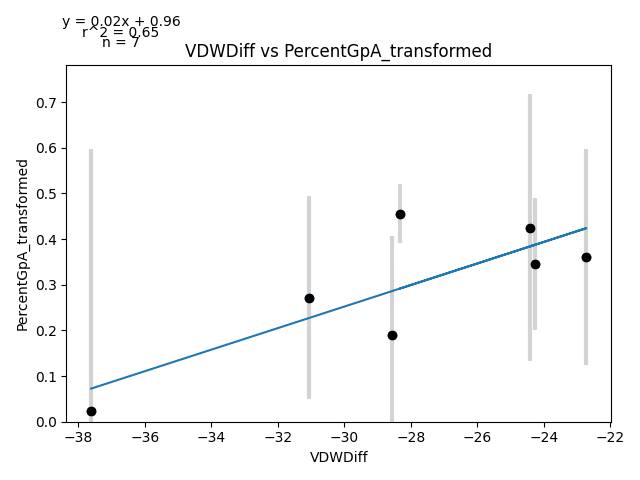 y = 0.02x + 0.96
r^2 = 0.65
n = 7
VDWDiff vs PercentGpA_transformed
PercentGpA_transformed
0.7
0.6
0.5
0.4
0.3
0.2
0.1
0.0
−38
−36
−34
−32
−30
−28
−26
−24
−22
VDWDiff